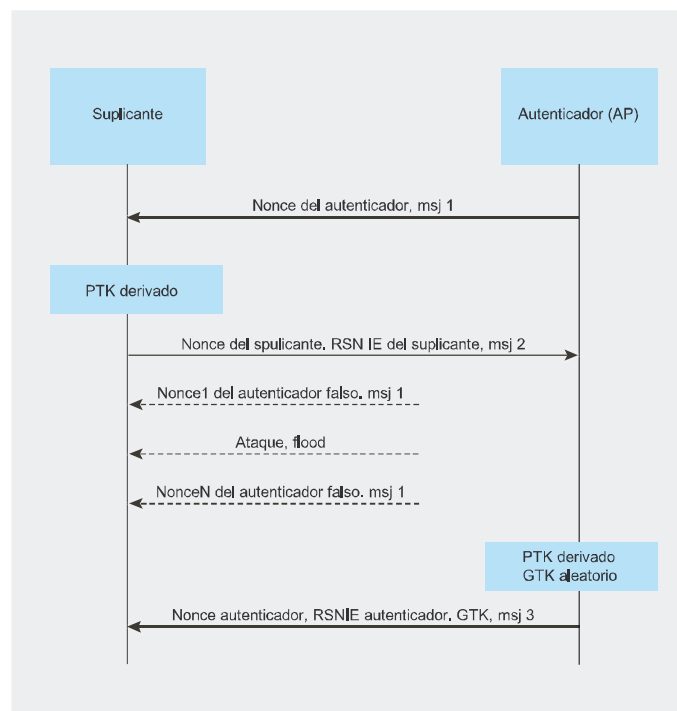 Suplicante
Autenticador (AP)
Nonce del autenticador, msj 1
PTK derivado
Nonce del spulicante. RSN IE del suplicante, msj 2
Nonce1 del autenticador falso. msj 1
Ataque, flood
NonceN del autenticador falso. msj 1
PTK derivado
GTK aleatorio
Nonce autenticador, RSNIE autenticador. GTK, msj 3